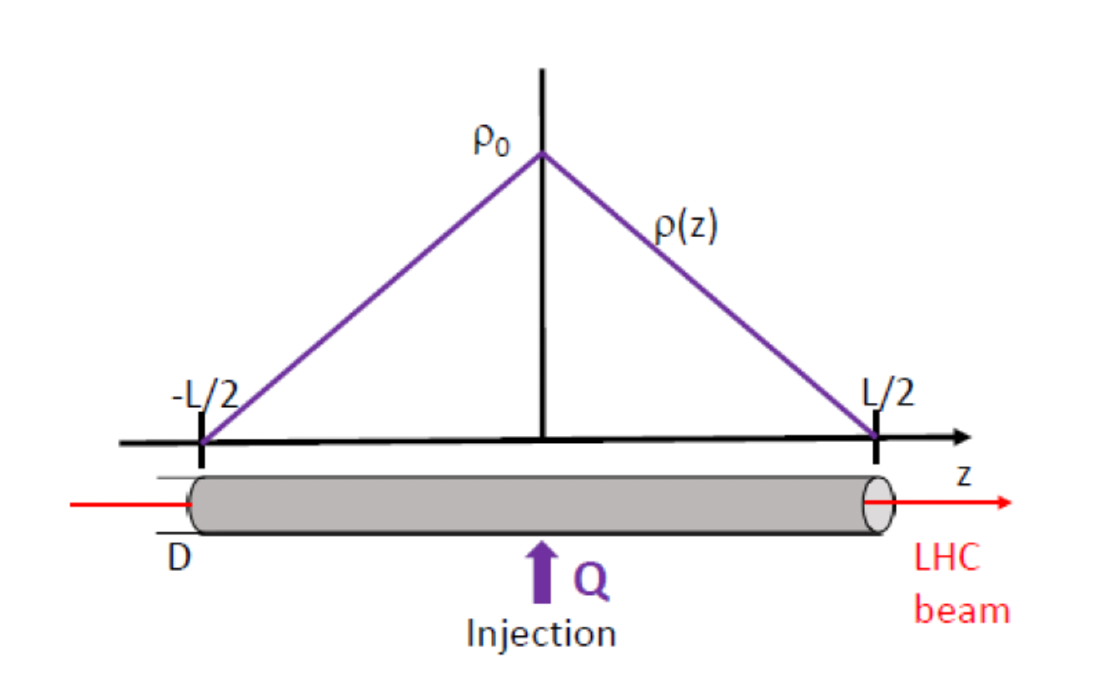 ρ₀
ρ(z)
-L/2
L/2
z
D
Q
Injection
LHC
beam